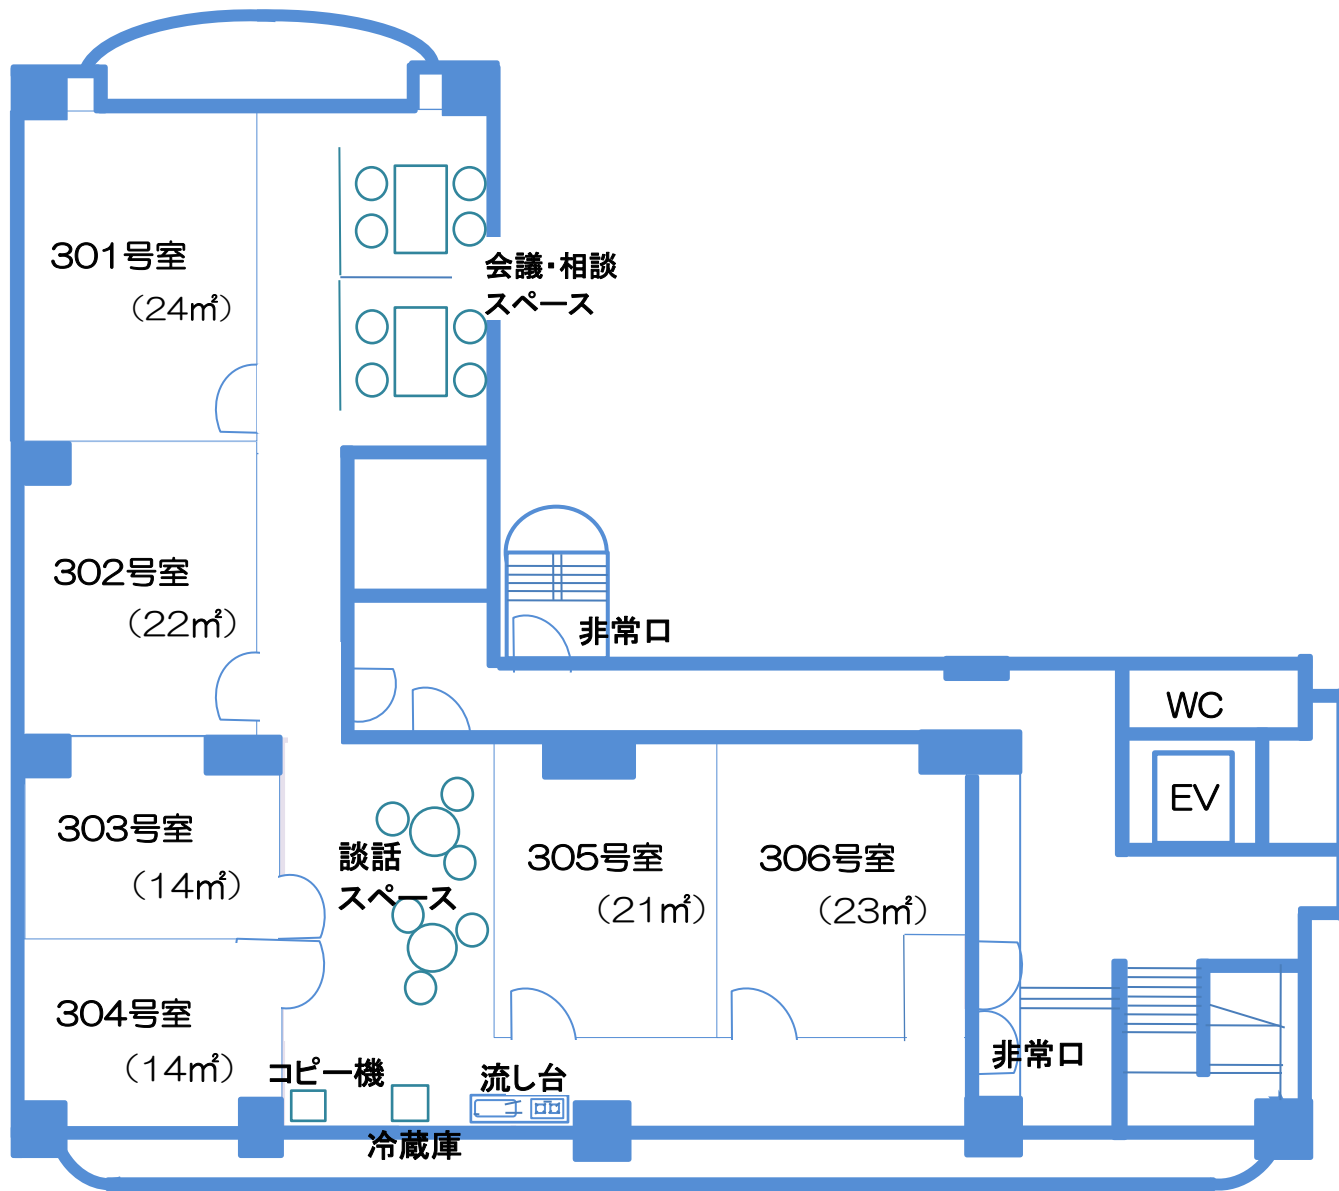 301号室
（24㎡）
会議・相談
スペース
302号室
（22㎡）
非常口
WC
EV
303号室
（14㎡）
談話
スペース
305号室
（21㎡）
306号室
（23㎡）
304号室
（14㎡）
コピー機
流し台
非常口
冷蔵庫